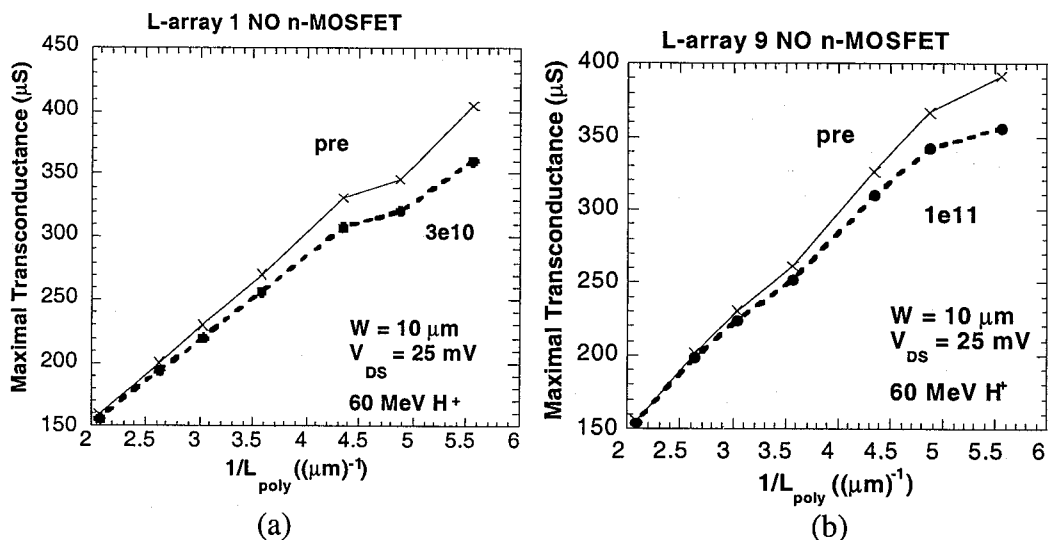 L-array 1 NO n-MOSFET
Maximal Transconductance (µS)
450
400
350
300
250
200
150
pre
3e10
W = 10 µm
V_DS = 25 mV
60 MeV H+
2 2.5 3 3.5 4 4.5 5 5.5 6
1/L_poly ((µm)⁻¹)
(a)
L-array 9 NO n-MOSFET
Maximal Transconductance (µS)
400
350
300
250
200
150
pre
1e11
W = 10 µm
V_DS = 25 mV
60 MeV H⁺
2 2.5 3 3.5 4 4.5 5 5.5 6
1/L_poly ((µm)⁻¹)
(b)